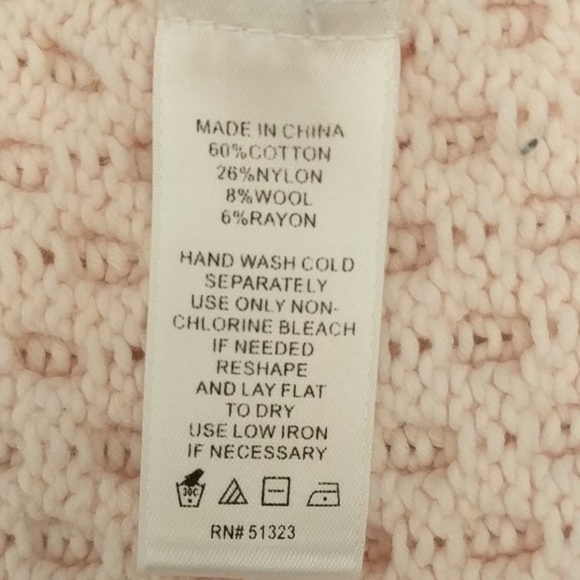 MADE IN CHINA
60%COTTON
26%NYLON
8%WOOL
6%RAYON
HAND WASH COLD
SEPARATELY
USE ONLY NON-
CHLORINE BLEACH
IF NEEDED
RESHAPE
AND LAY FLAT
TO DRY
USE LOW IRON
IF NECESSARY
30C
RN# 51323